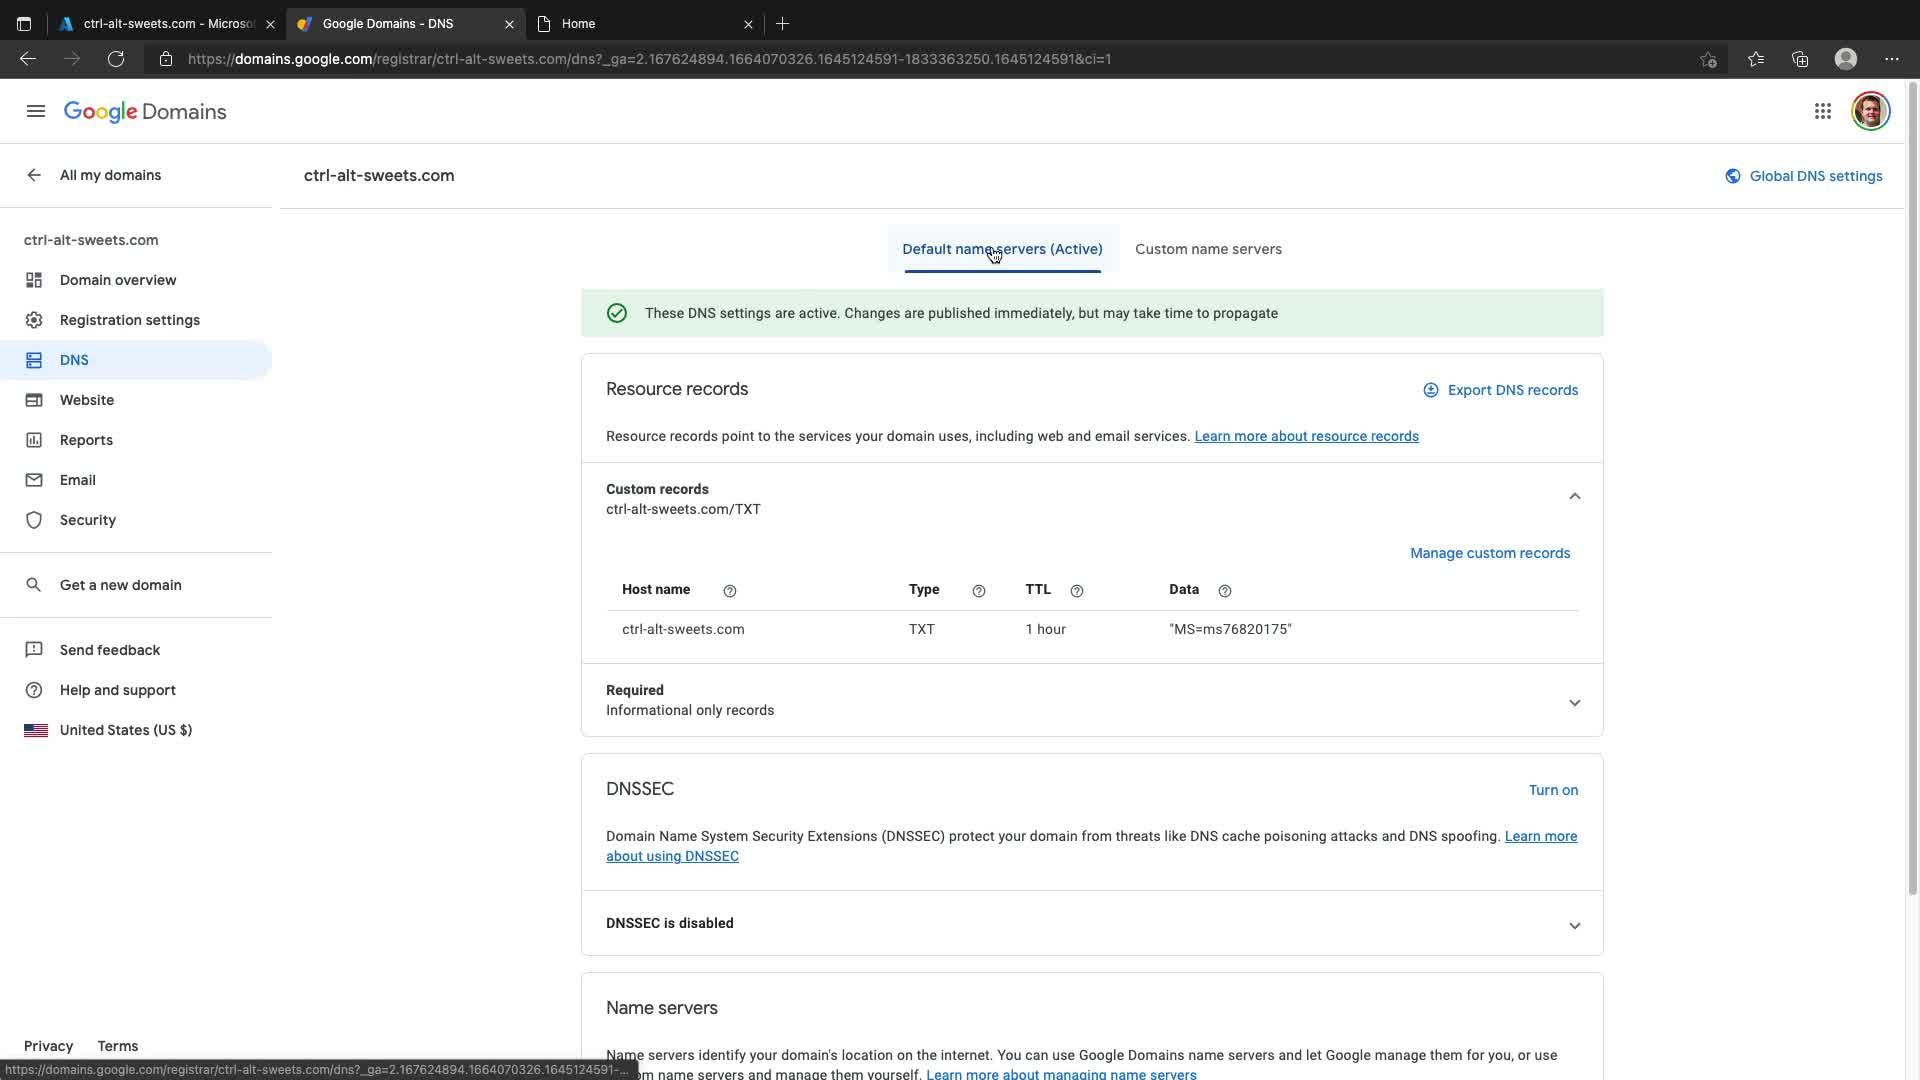 ctrl-alt-sweets.com - Microso
Google Domains - DNS
Home
https://domains.google.com/registrar/ctrl-alt-sweets.com/dns?_ga=2.167624894.1664070326.1645124591-1833363250.1645124591&ci=1
Google Domains
All my domains
ctrl-alt-sweets.com
Global DNS settings
ctrl-alt-sweets.com
Domain overview
Registration settings
DNS
Website
Reports
Email
Security
Get a new domain
Send feedback
Help and support
United States (US $)
Privacy Terms
Default name servers (Active)
Custom name servers
These DNS settings are active. Changes are published immediately, but may take time to propagate
Resource records
Export DNS records
Resource records point to the services your domain uses, including web and email services. Learn more about resource records
Custom records
ctrl-alt-sweets.com/TXT
Manage custom records
Host name Type TTL Data
ctrl-alt-sweets.com TXT 1 hour "MS=ms76820175"
Required
Informational only records
DNSSEC
Turn on
Domain Name System Security Extensions (DNSSEC) protect your domain from threats like DNS cache poisoning attacks and DNS spoofing. Learn more
about using DNSSEC
DNSSEC is disabled
Name servers
Name servers identify your domain's location on the internet. You can use Google Domains name servers and let Google manage them for you, or use
om name servers and manage them yourself. Learn more about managing name servers
https://domains.google.com/registrar/ctrl-alt-sweets.com/dns?_ga=2.167624894.1664070326.1645124591-...